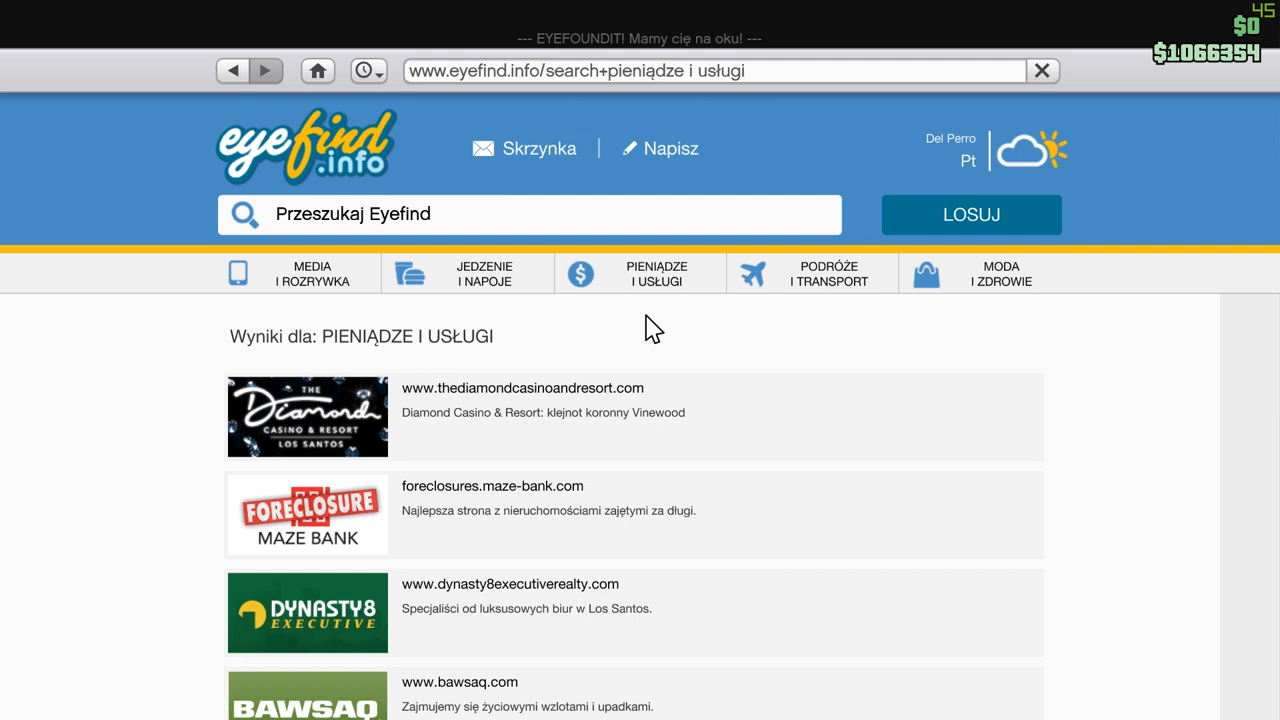 45
$0
--- EYEFOUNDIT! Mamy cię na oku! ---
$1066354
www.eyefind.info/search+pieniądze i usługi
eyefind
.info
Skrzynka
Napisz
Del Perro
Pt
Przeszukaj Eyefind
LOSUJ
MEDIA
I ROZRYWKA
JEDZENIE
I NAPOJE
PIENIĄDZE
I USŁUGI
PODRÓŻE
I TRANSPORT
MODA
I ZDROWIE
Wyniki dla: PIENIĄDZE I USŁUGI
THE
Diamond
CASINO & RESORT
LOS SANTOS
www.thediamondcasinoandresort.com
Diamond Casino & Resort: klejnot koronny Vinewood
FORECLOSURE
MAZE BANK
foreclosures.maze-bank.com
Najlepsza strona z nieruchomościami zajętymi za długi.
DYNASTY8
EXECUTIVE
www.dynasty8executiverealty.com
Specjaliści od luksusowych biur w Los Santos.
BAWSAQ
www.bawsaq.com
Zajmujemy się życiowymi wzlotami i upadkami.